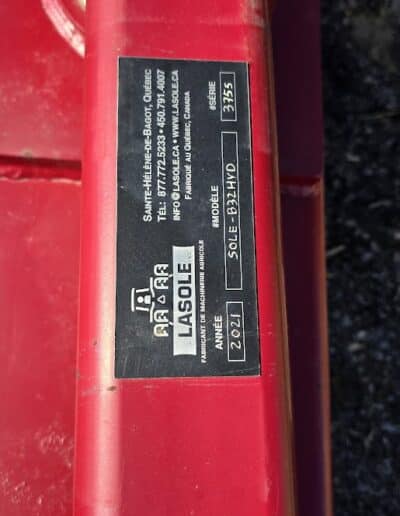 LASOLE
FABRICANT DE MACHINERIE AGRICOLE
SAINTE-HÉLÈNE-DE-BAGOT, QUÉBEC
TÉL.: 877.772.5233 • 450.791.4007
INFO@LASOLE.CA • WWW.LASOLE.CA
FABRIQUÉ AU QUÉBEC, CANADA
ANNÉE
2021
#MODÈLE
SOLE-B32HYD
#SÉRIE
3755